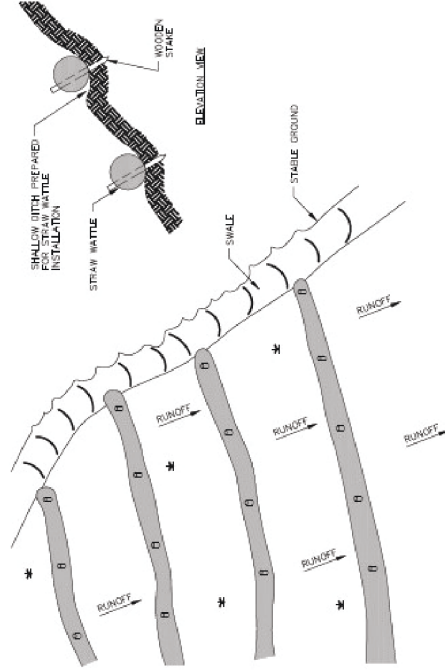 SHALLOW DITCH PREPARED
FOR STRAW WATTLE
INSTALLATION
STRAW WATTLE
WOODEN
STAKE
ELEVATION VIEW
SWALE
STABLE GROUND
RUNOFF
RUNOFF
RUNOFF
RUNOFF
RUNOFF
RUNOFF